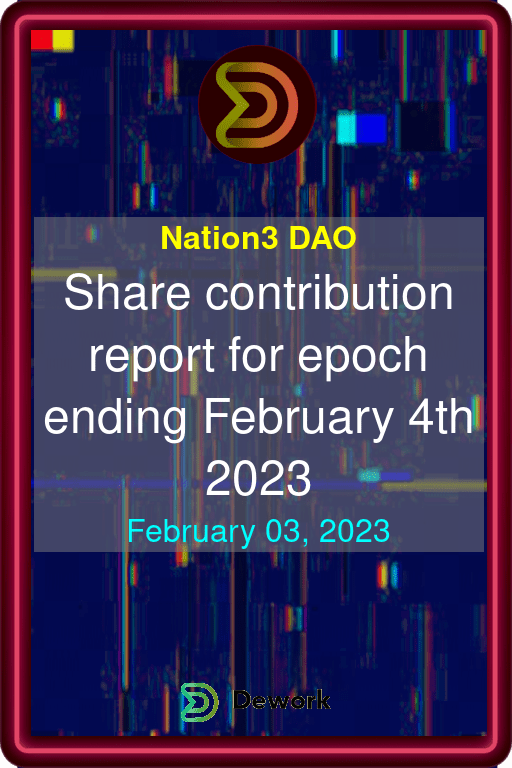 Nation3 DAO
Share contribution
report for epoch
ending February 4th
2023
February 03, 2023
Dework